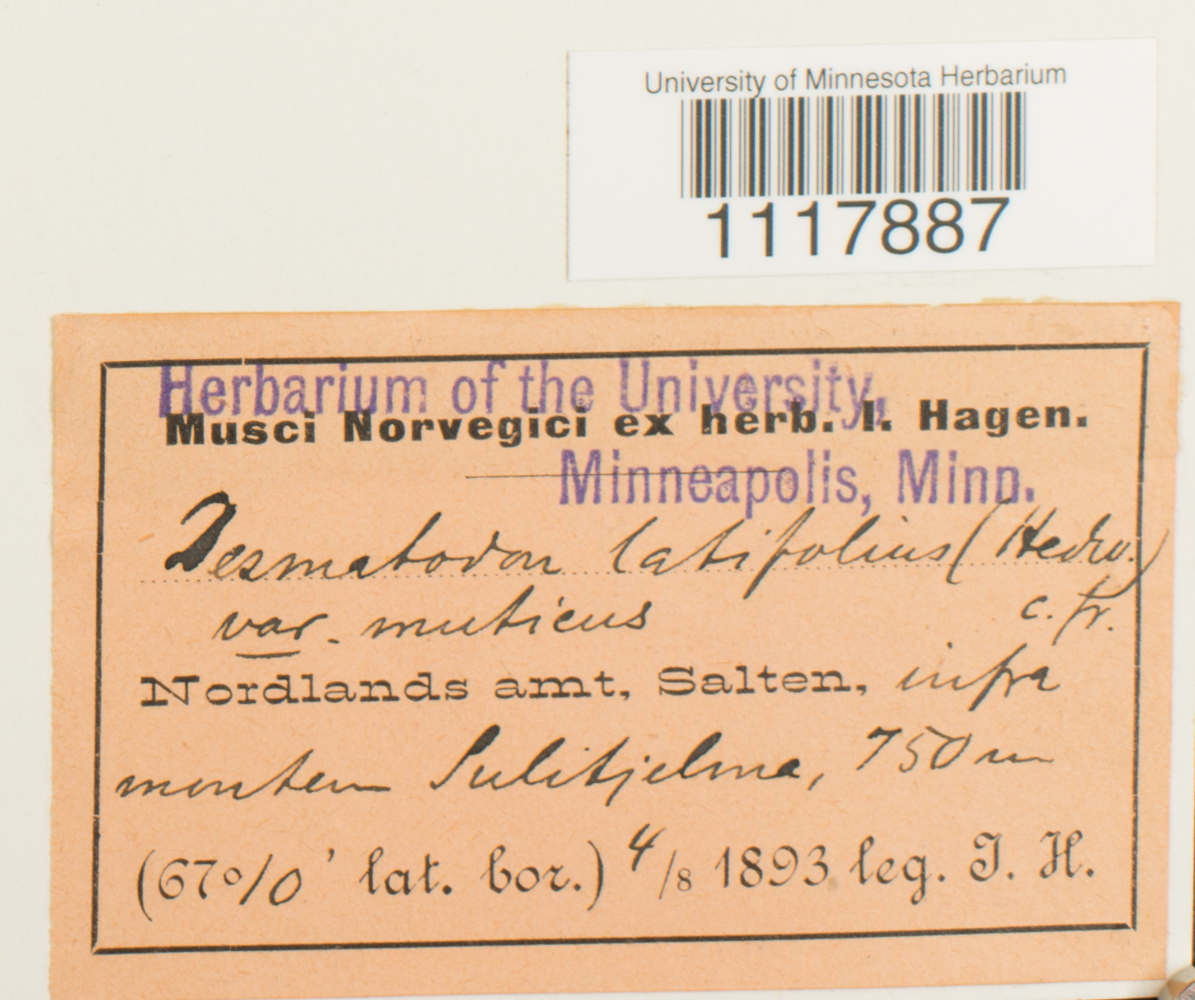 University of Minnesota Herbarium
1117887
Herbarium of the University,
Musci Norvegici ex herb. I. Hagen.
Minneapolis, Minn.
Desmatodon latifolius (Hedw.)
var. muticus c. fr.
Nordlands amt, Salten, infra
montem Sulitjelma, 750 m
(67°10' lat. bor.) 4/8 1893 leg. I. H.